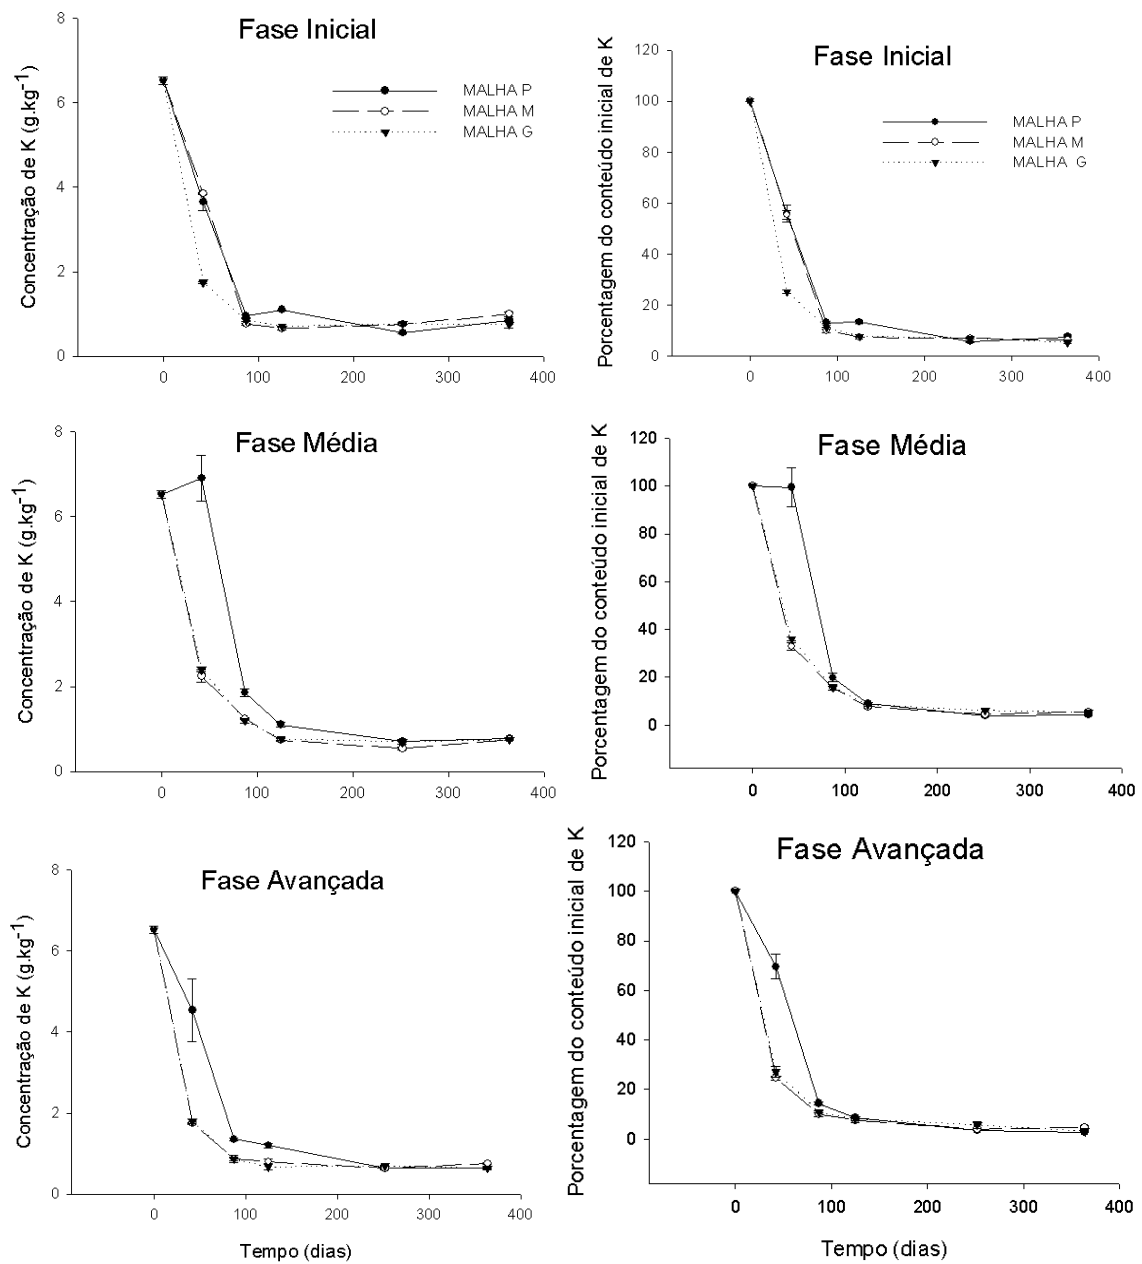 Fase Inicial
Concentração de K (g.kg-1)
8
6
4
2
0
MALHA P
MALHA M
MALHA G
0 100 200 300 400
Fase Inicial
Porcentagem do conteúdo inicial de K
120
100
80
60
40
20
0
MALHA P
MALHA M
MALHA G
0 100 200 300 400
Fase Média
Concentração de K (g.kg-1)
8
6
4
2
0
0 100 200 300 400
Fase Média
Porcentagem do conteúdo inicial de K
120
100
80
60
40
20
0
0 100 200 300 400
Fase Avançada
Concentração de K (g.kg-1)
8
6
4
2
0
0 100 200 300 400
Tempo (dias)
Fase Avançada
Porcentagem do conteúdo inicial de K
120
100
80
60
40
20
0
0 100 200 300 400
Tempo (dias)